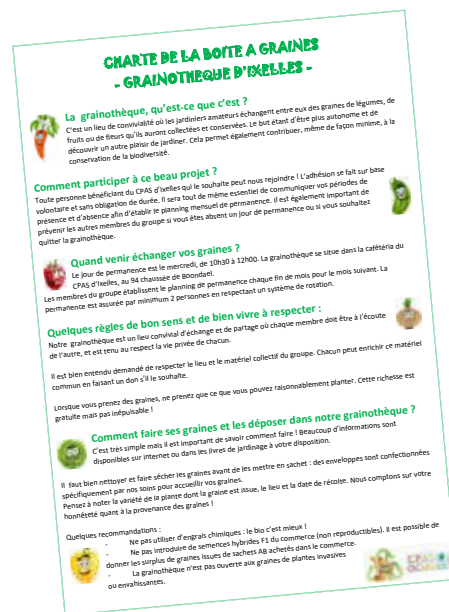 CHARTE DE LA BOITE A GRAINES
- GRAINOTHEQUE D'IXELLES -
La grainothèque, qu'est-ce que c'est ?
C'est un lieu de convivialité où les jardiniers amateurs échangent entre eux des graines de légumes, de
fruits ou de fleurs qu'ils auront collectées et conservées. Le but étant d'être plus autonome et de
découvrir un autre plaisir de jardiner. Cela permet également contribuer, même de façon minime, à la
conservation de la biodiversité.
Comment participer à ce beau projet ?
Toute personne bénéficiant du CPAS d'Ixelles qui le souhaite peut nous rejoindre ! L'adhésion se fait sur base
volontaire et sans obligation de durée. Il sera tout de même essentiel de communiquer vos périodes de
présence et d'absence afin d'établir le planning mensuel de permanence. Il est également important de
prévenir les autres membres du groupe si vous êtes absent un jour de permanence ou si vous souhaitez
quitter la grainothèque.
Quand venir échanger vos graines ?
Le jour de permanence est le mercredi, de 10h30 à 12h00. La grainothèque se situe dans la cafétéria du
CPAS d'Ixelles, au 94 chaussée de Boondael.
Les membres du groupe établissent le planning de permanence chaque fin de mois pour le mois suivant. La
permanence est assurée par minimum 2 personnes en respectant un système de rotation.
Quelques règles de bon sens et de bien vivre à respecter :
Notre grainothèque est un lieu convivial d'échange et de partage où chaque membre doit être à l'écoute
de l'autre, et est tenu au respect la vie privée de chacun.
Il est bien entendu demandé de respecter le lieu et le matériel collectif du groupe. Chacun peut enrichir ce matériel
commun en faisant un don s'il le souhaite.
Lorsque vous prenez des graines, ne prenez que ce que vous pouvez raisonnablement planter. Cette richesse est
gratuite mais pas inépuisable !
Comment faire ses graines et les déposer dans notre grainothèque ?
C'est très simple mais il est important de savoir comment faire ! Beaucoup d'informations sont
disponibles sur internet ou dans les livres de jardinage à votre disposition.
Il faut bien nettoyer et faire sécher les graines avant de les mettre en sachet : des enveloppes sont confectionnées
spécifiquement par nos soins pour accueillir vos graines.
Pensez à noter la variété de la plante dont la graine est issue, le lieu et la date de récolte. Nous comptons sur votre
honnêteté quant à la provenance des graines !
Quelques recommandations :
- Ne pas utiliser d'engrais chimiques : le bio c'est mieux !
- Ne pas introduire de semences hybrides F1 du commerce (non reproductibles). Il est possible de
donner les surplus de graines issues de sachets AB achetés dans le commerce.
- La grainothèque n'est pas ouverte aux graines de plantes invasives
ou envahissantes.
CPAS